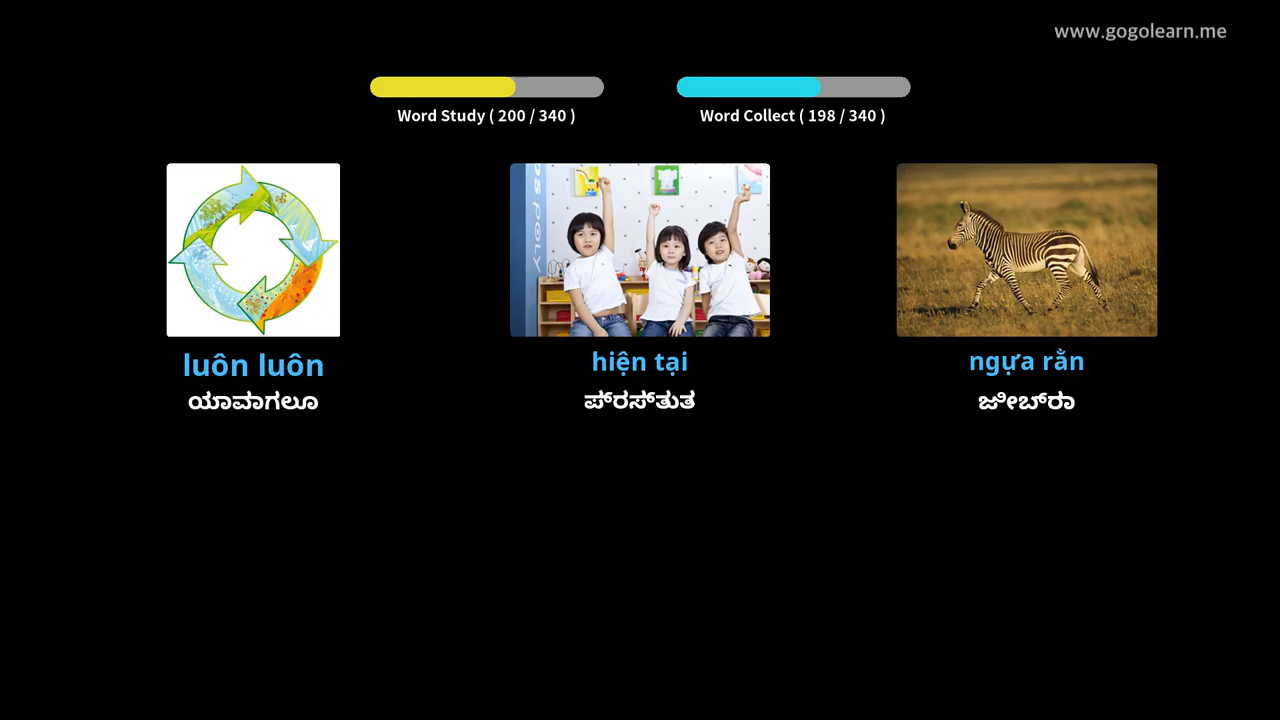 www.gogolearn.me
Word Study ( 200 / 340 )
Word Collect ( 198 / 340 )
luôn luôn
ಯಾವಾಗಲೂ
hiện tại
ಪ್ರಸ್ತುತ
ngựa rằn
ಜೀಬ್ರಾ